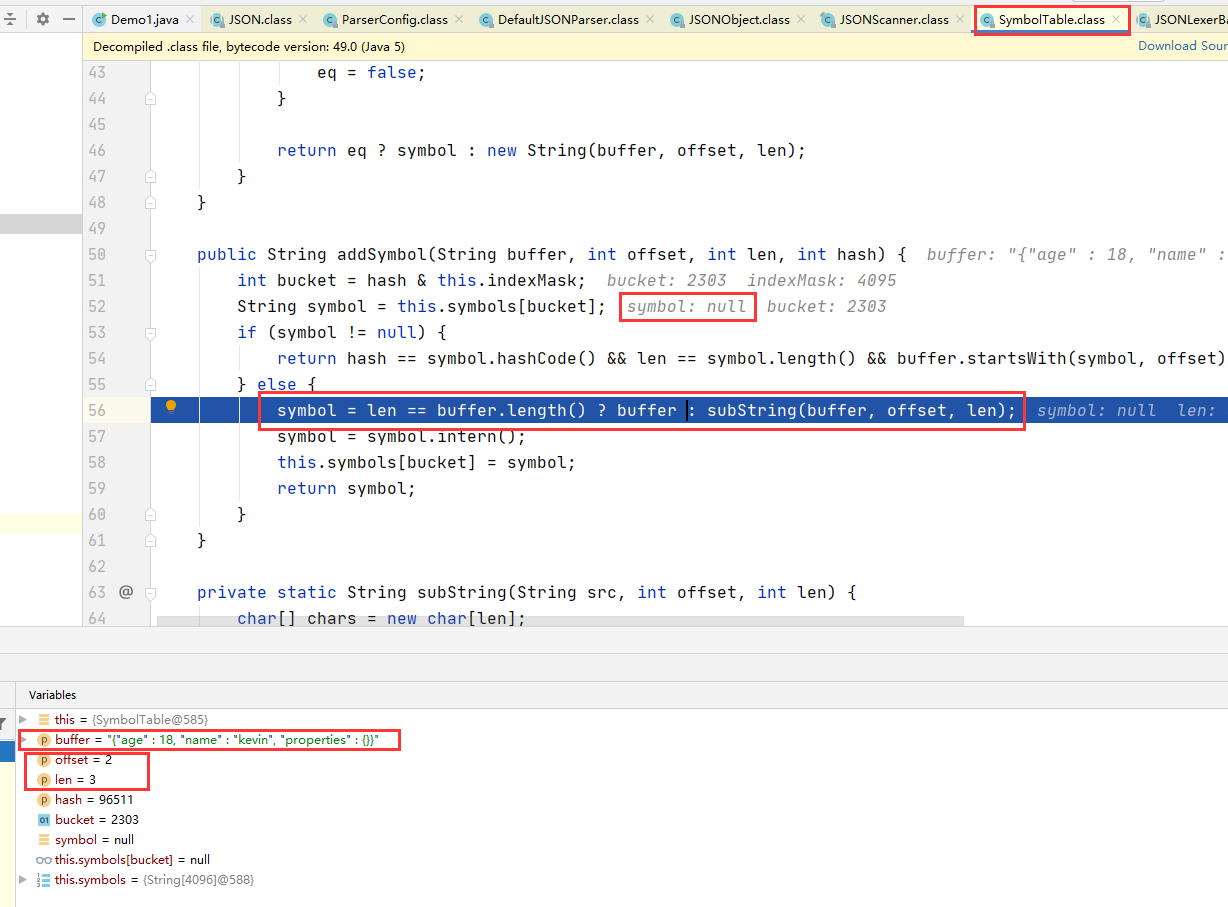 Demo1.java JSON.class ParserConfig.class DefaultJSONParser.class JSONObject.class JSONScanner.class SymbolTable.class JSONLexerBa
Decompiled .class file, bytecode version: 49.0 (Java 5) Download Sour
43 eq = false;
44 }
45
46 return eq ? symbol : new String(buffer, offset, len);
47 }
48 }
49
50 public String addSymbol(String buffer, int offset, int len, int hash) { buffer: "{"age" : 18, "name" :
51 int bucket = hash & this.indexMask; bucket: 2303 indexMask: 4095
52 String symbol = this.symbols[bucket]; symbol: null bucket: 2303
53 if (symbol != null) {
54 return hash == symbol.hashCode() && len == symbol.length() && buffer.startsWith(symbol, offset)
55 } else {
56 symbol = len == buffer.length() ? buffer : subString(buffer, offset, len); symbol: null len:
57 symbol = symbol.intern();
58 this.symbols[bucket] = symbol;
59 return symbol;
60 }
61 }
62
63 @ private static String subString(String src, int offset, int len) {
64 char[] chars = new char[len];
Variables
this = {SymbolTable@585}
p buffer = "{"age" : 18, "name" : "kevin", "properties" : {}}"
p offset = 2
p len = 3
p hash = 96511
01 bucket = 2303
symbol = null
this.symbols[bucket] = null
this.symbols = {String[4096]@588}